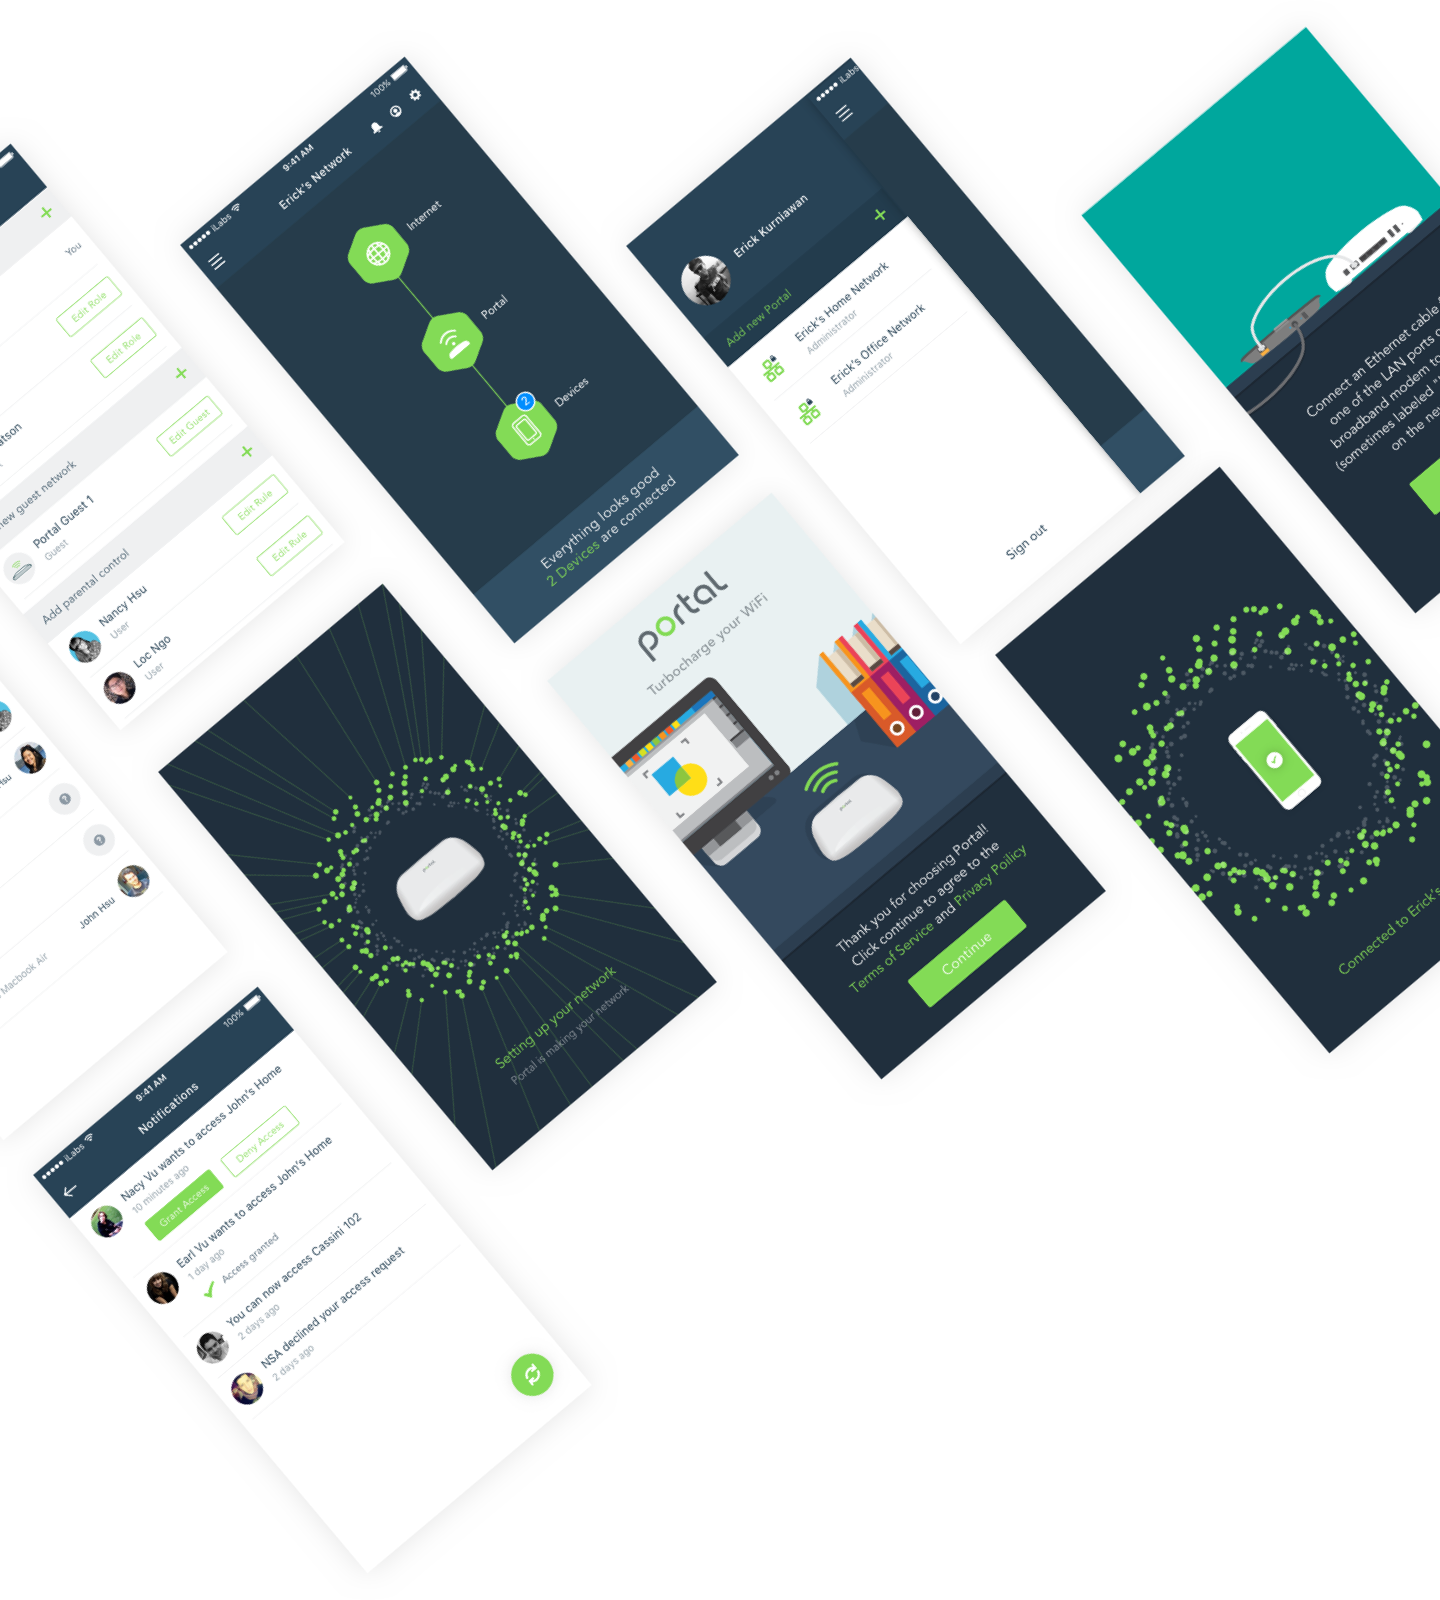 You
Edit Role
Edit Role
new guest network
Portal Guest 1
Guest
Edit Guest
Add parental control
Nancy Hsu
User
Edit Rule
Loc Ngo
User
Edit Rule
John Hsu
Macbook Air
iLabs
9:41 AM
100%
Erick's Network
Internet
Portal
2
Devices
Everything looks good
2 Devices are connected
iLabs
Erick Kurniawan
Add new Portal
Erick's Home Network
Administrator
Erick's Office Network
Administrator
Sign out
Connect an Ethernet cable
one of the LAN ports o
broadband modem to
(sometimes labeled "
on the ne
Setting up your network
Portal is making your network
portal
Turbocharge your WiFi
Thank you for choosing Portal!
Click continue to agree to the
Terms of Service and Privacy Poilicy
Continue
Connected to Erick's
iLabs
9:41 AM
100%
Notifications
Nacy Vu wants to access John's Home
10 minutes ago
Grant Access
Deny Access
Earl Vu wants to access John's Home
1 day ago
Access granted
You can now access Cassini 102
2 days ago
NSA declined your access request
2 days ago